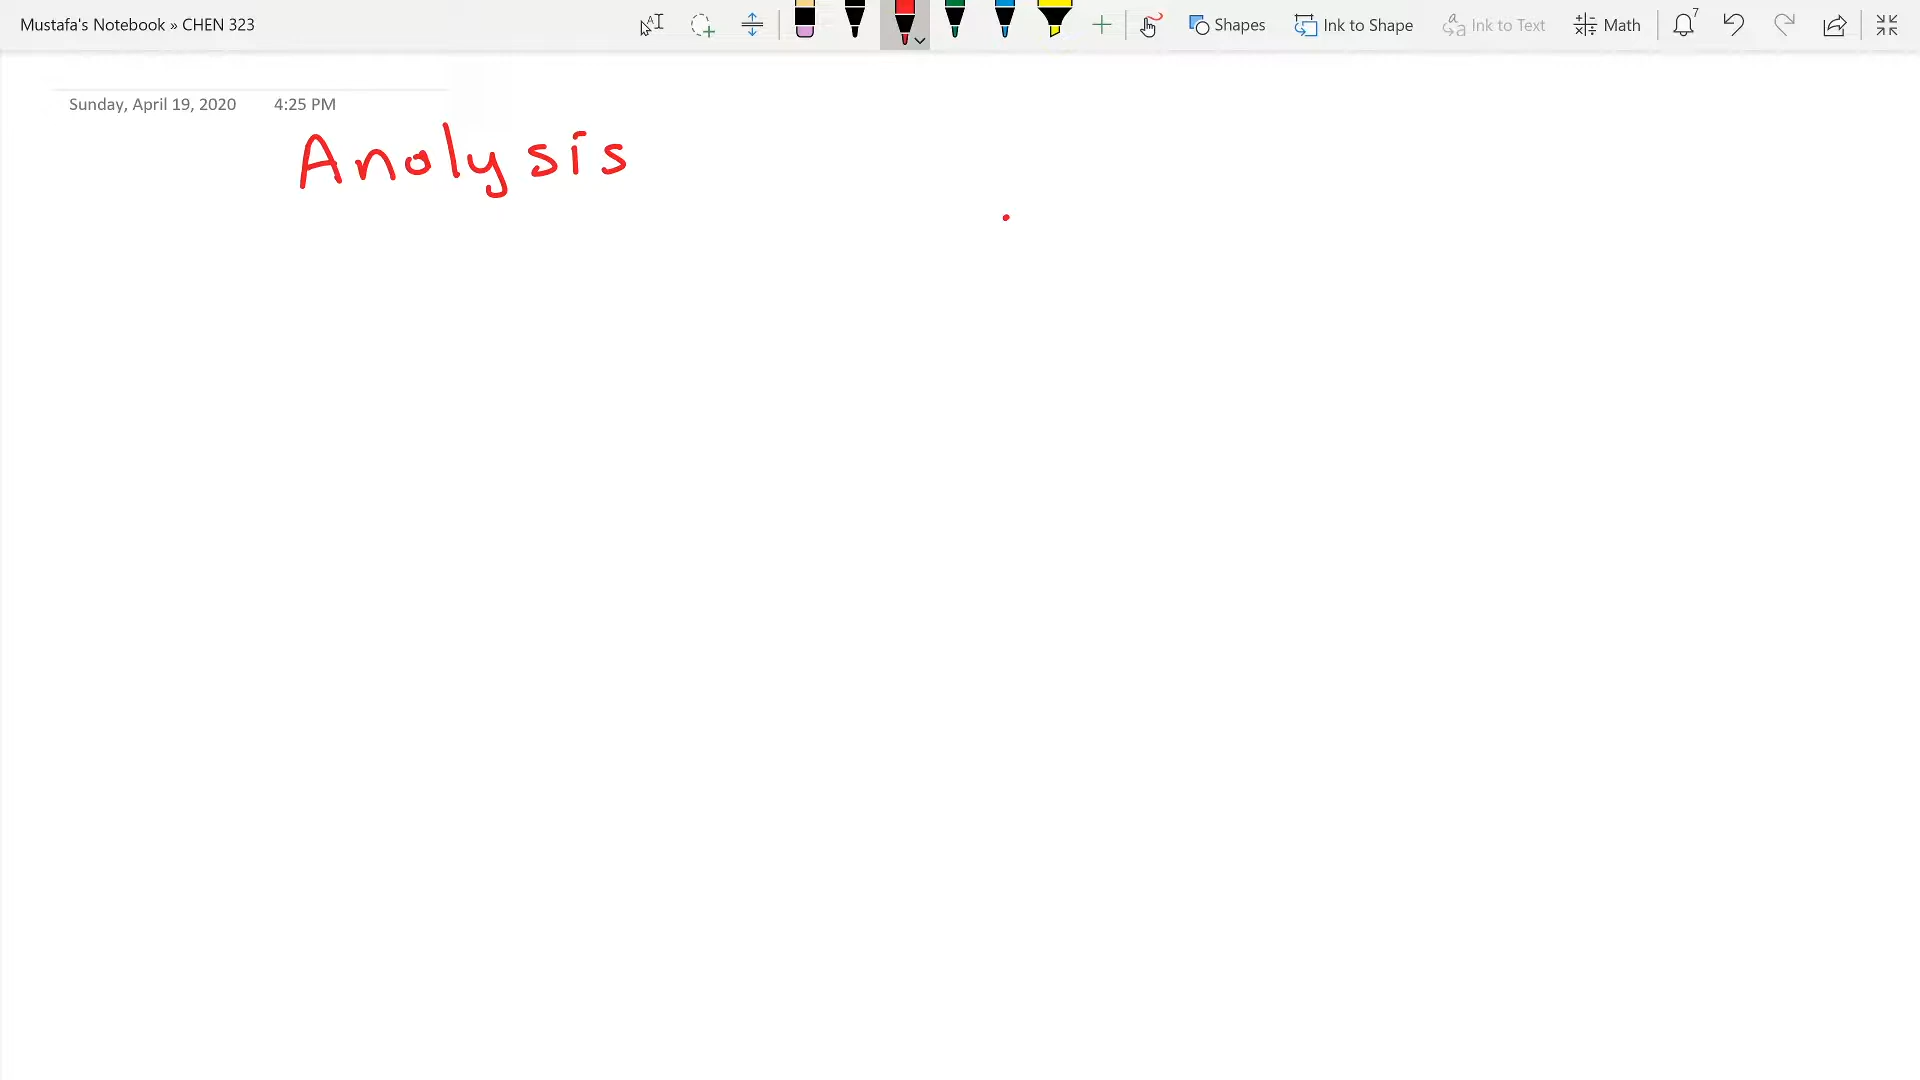 Mustafa's Notebook » CHEN 323
Shapes Ink to Shape Ink to Text Math 7
Sunday, April 19, 2020 4:25 PM
Analysis